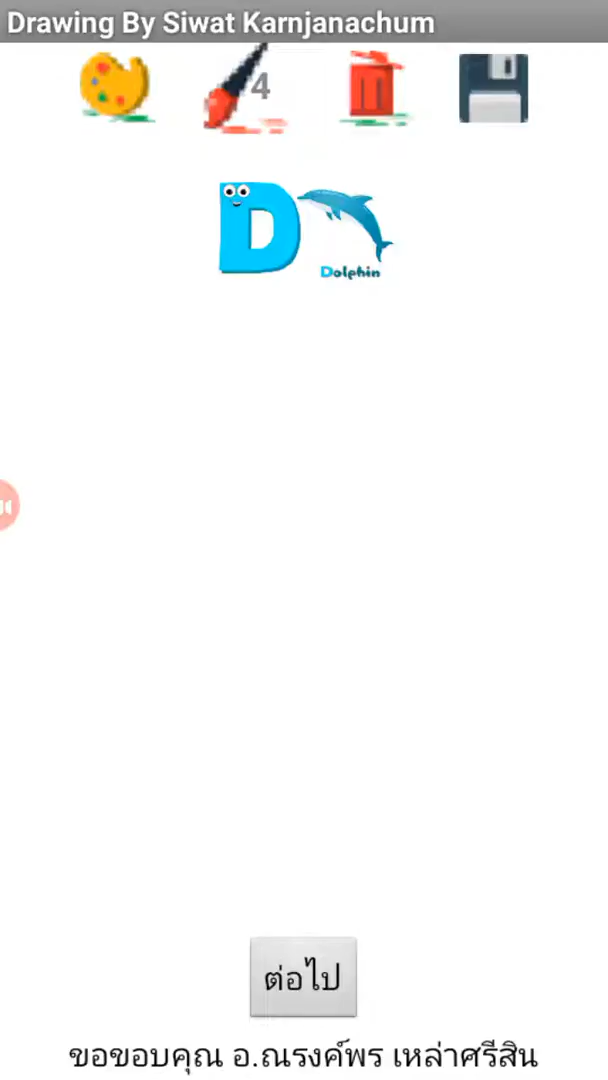 Drawing By Siwat Karnjanachum
4
D
Dolphin
ต่อไป
ขอขอบคุณ อ.ณรงค์พร เหล่าศรีสิน